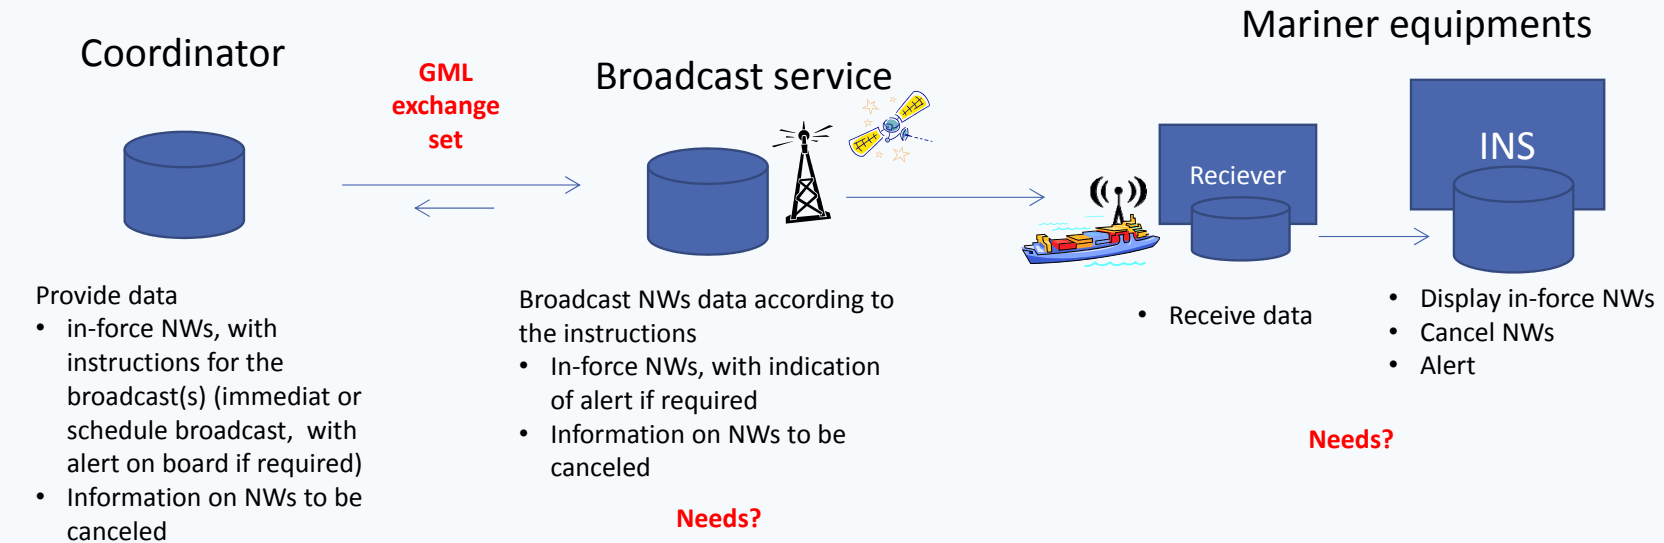 Coordinator
Provide data
• in-force NWs, with
instructions for the
broadcast(s) (immediat or
schedule broadcast, with
alert on board if required)
• Information on NWs to be
canceled
GML
exchange
set
Broadcast service
Broadcast NWs data according to
the instructions
• In-force NWs, with indication
of alert if required
• Information on NWs to be
canceled
Needs?
Mariner equipments
Reciever
• Receive data
INS
• Display in-force NWs
• Cancel NWs
• Alert
Needs?